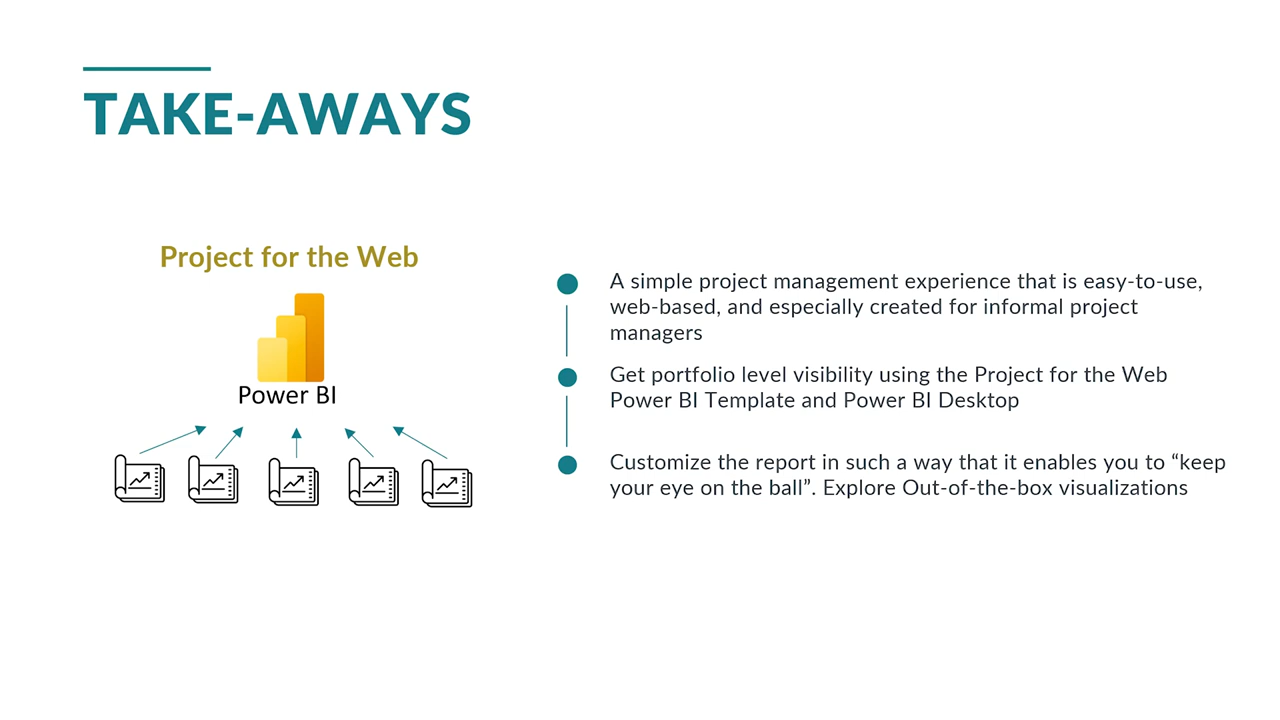 TAKE-AWAYS
Project for the Web
Power BI
A simple project management experience that is easy-to-use,
web-based, and especially created for informal project
managers
Get portfolio level visibility using the Project for the Web
Power BI Template and Power BI Desktop
Customize the report in such a way that it enables you to “keep
your eye on the ball”. Explore Out-of-the-box visualizations